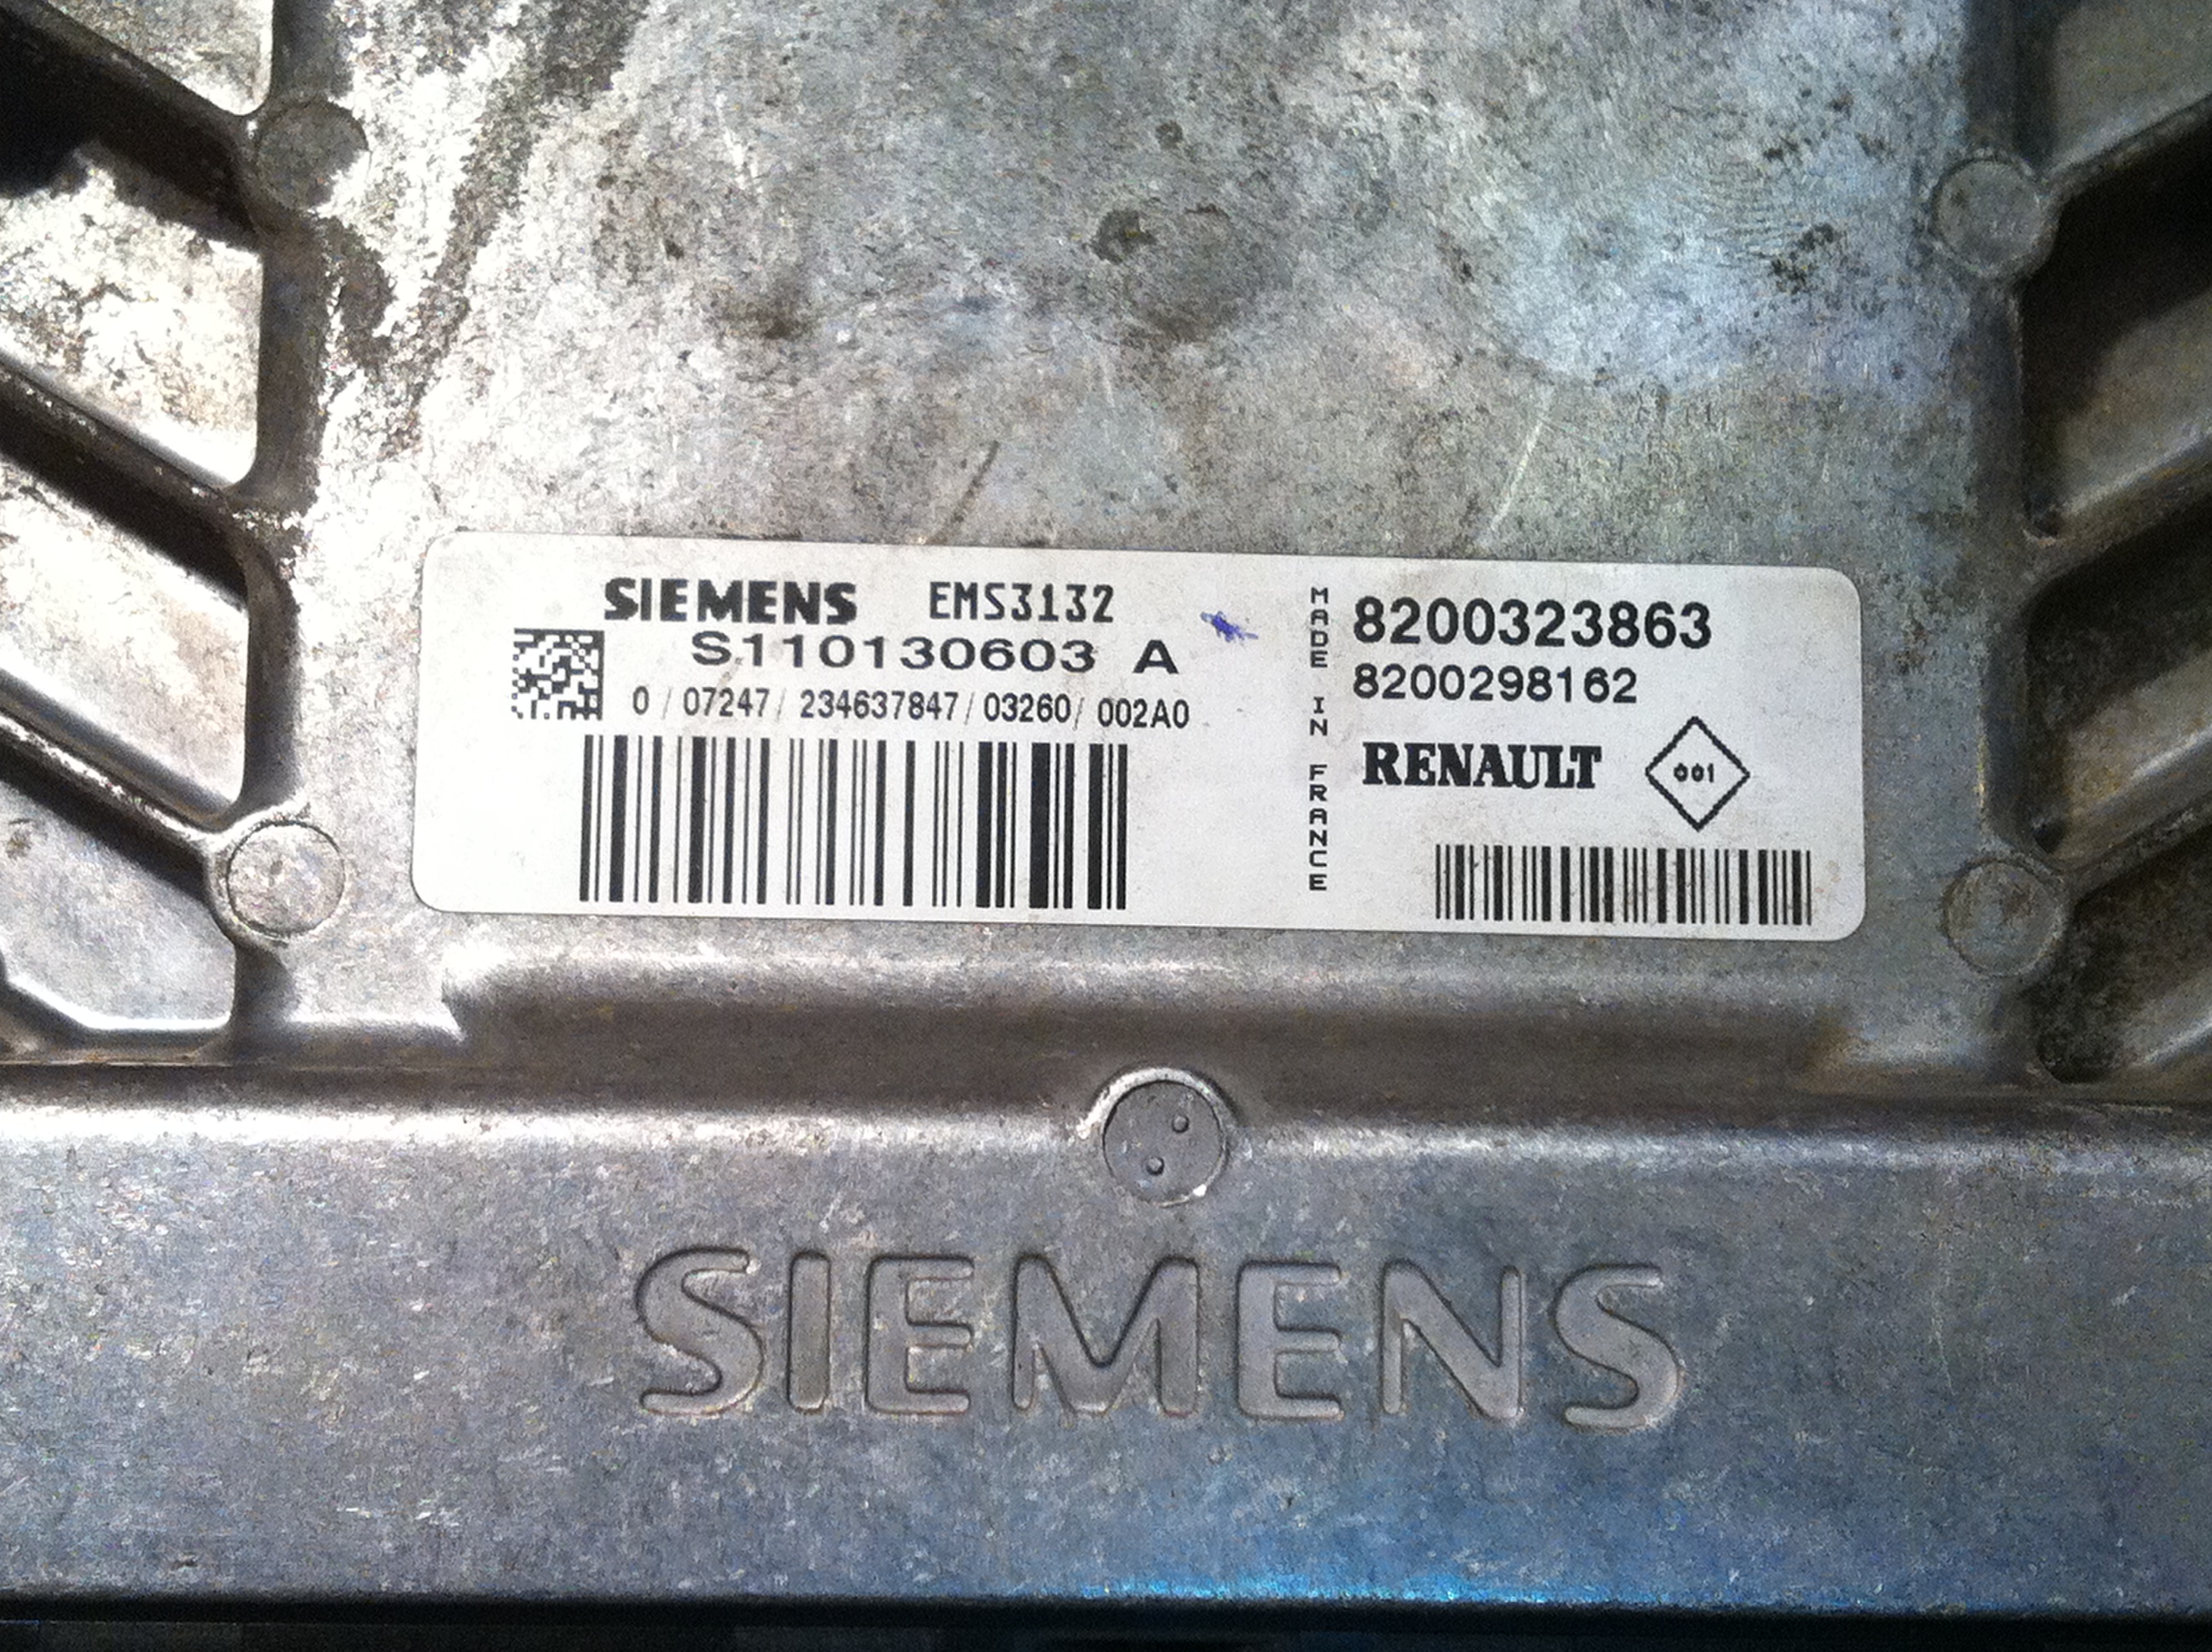 SIEMENS EMS3132
S110130603 A
0 / 07247 / 234637847 / 03260 / 002A0
MADE IN FRANCE
8200323863
8200298162
RENAULT 001
SIEMENS